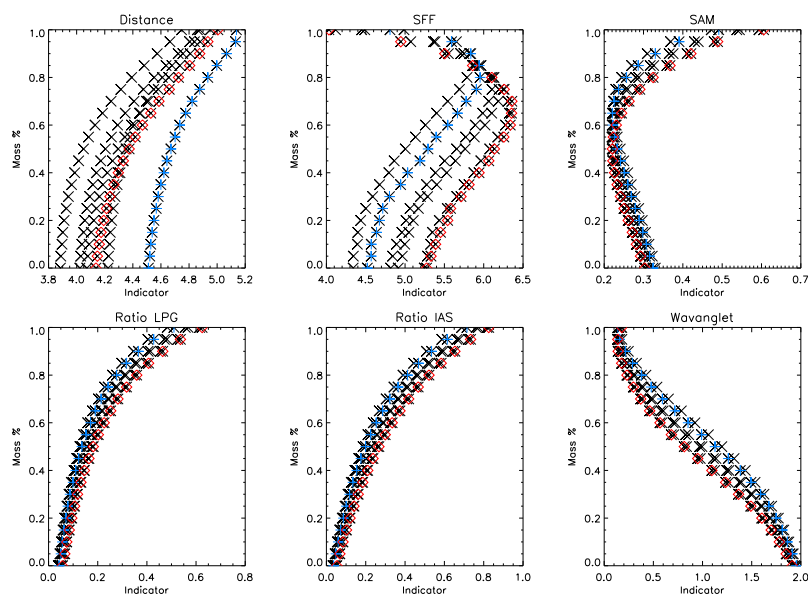 Distance
SFF
SAM
1.0
0.8
0.6
0.4
0.2
0.0
Mass %
3.8 4.0 4.2 4.4 4.6 4.8 5.0 5.2
Indicator
1.0
0.8
0.6
0.4
0.2
0.0
Mass %
4.0 4.5 5.0 5.5 6.0 6.5
Indicator
1.0
0.8
0.6
0.4
0.2
0.0
Mass %
0.2 0.3 0.4 0.5 0.6 0.7
Indicator
Ratio LPG
Ratio IAS
Wavanglet
1.0
0.8
0.6
0.4
0.2
0.0
Mass %
0.0 0.2 0.4 0.6 0.8
Indicator
1.0
0.8
0.6
0.4
0.2
0.0
Mass %
0.0 0.2 0.4 0.6 0.8 1.0
Indicator
1.0
0.8
0.6
0.4
0.2
0.0
Mass %
0.0 0.5 1.0 1.5 2.0
Indicator